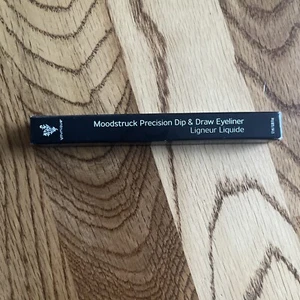 Moodstruck Precision Dip & Draw Eyeliner
Ligneur Liquide